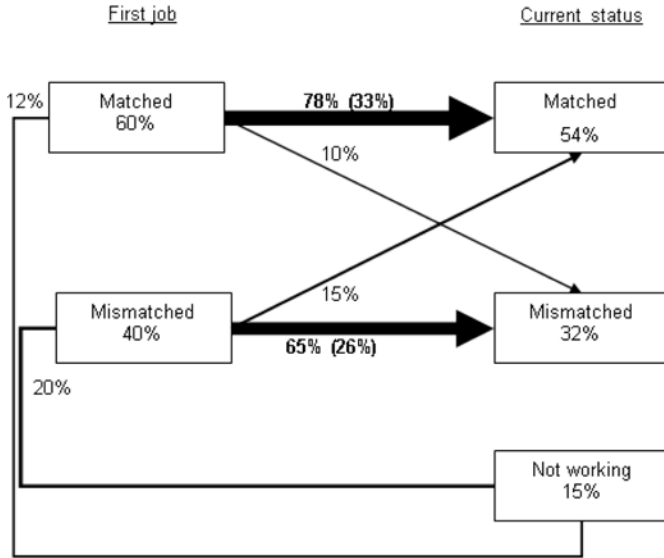 First job
Current status
12%
Matched
60%
78% (33%)
Matched
54%
10%
15%
Mismatched
40%
65% (26%)
Mismatched
32%
20%
Not working
15%